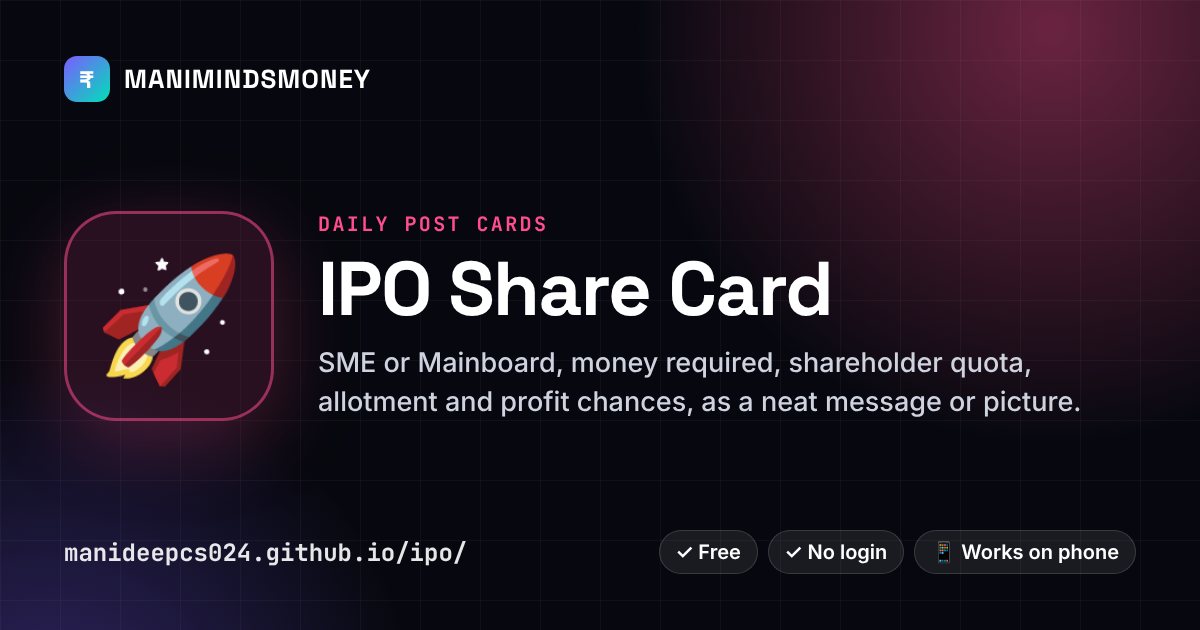 ₹ MANIMINDSMONEY
DAILY POST CARDS
IPO Share Card
SME or Mainboard, money required, shareholder quota,
allotment and profit chances, as a neat message or picture.
manideepcs024.github.io/ipo/
✓ Free
✓ No login
📱 Works on phone